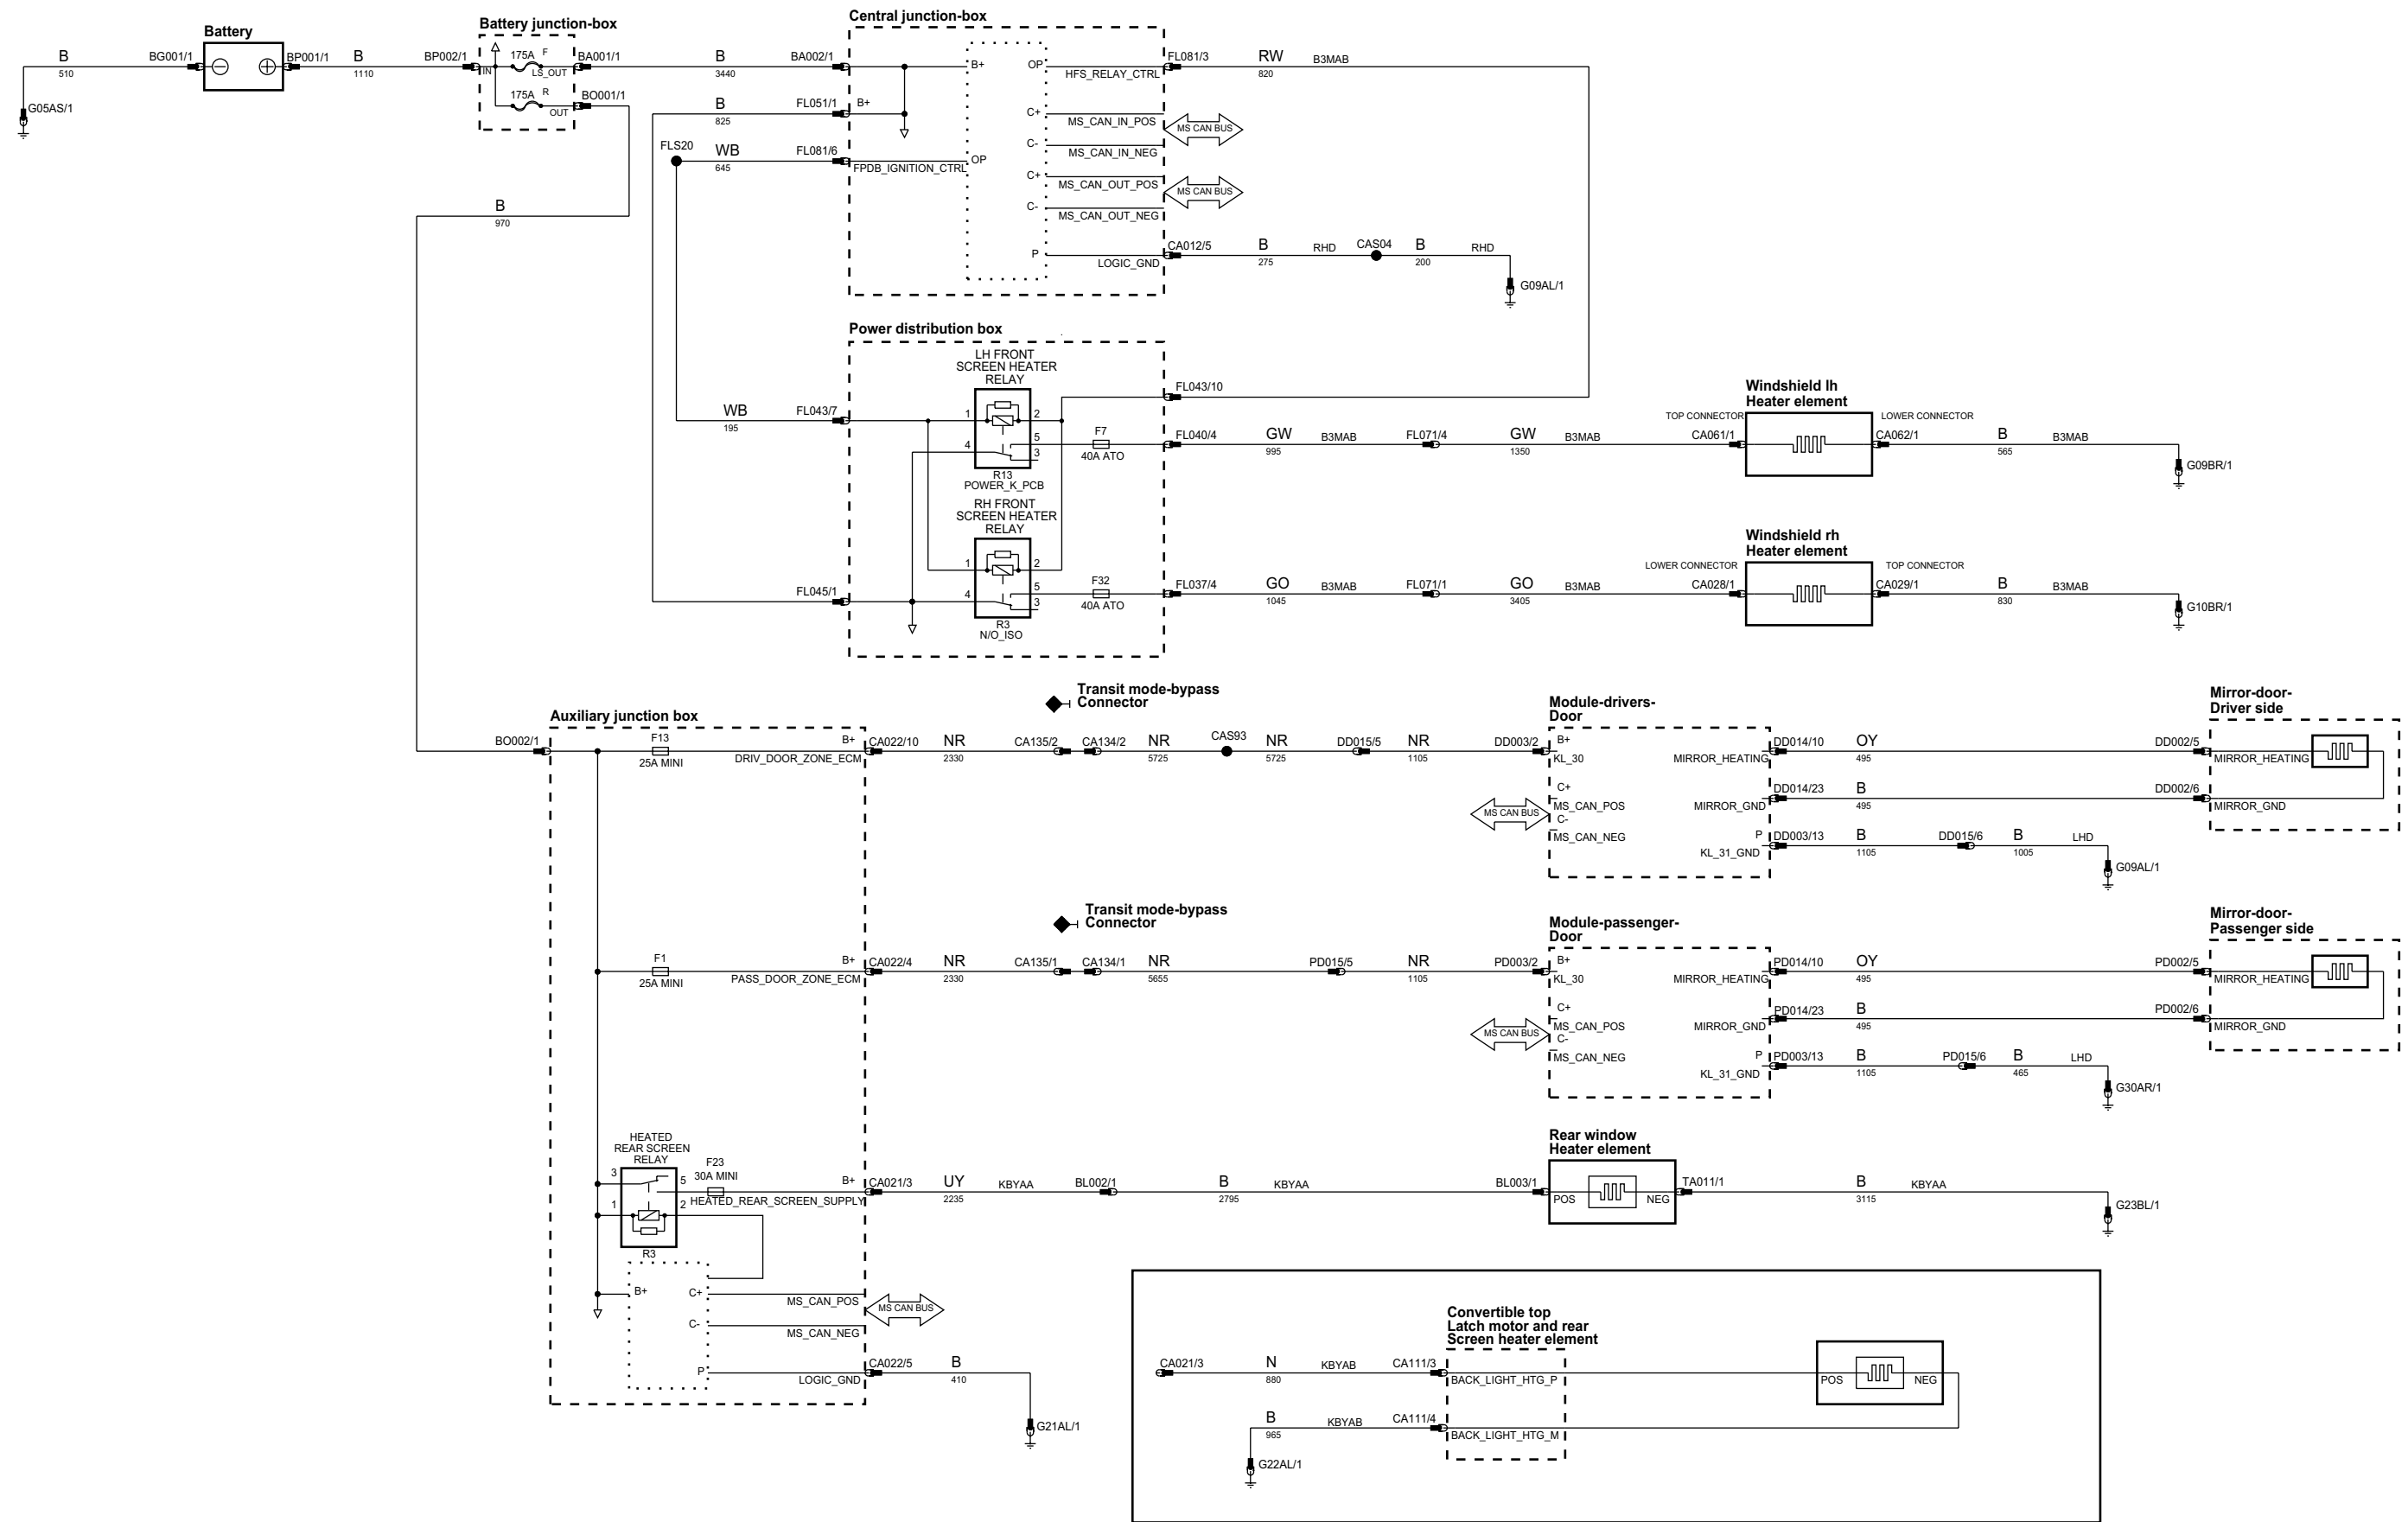 Battery
B
510
BG001/1
BP001/1
B
1110
BP002/1
G05AS/1
Battery junction-box
IN
175A F
LS_OUT
BA001/1
175A R
OUT
BO001/1
B
3440
BA002/1
B
825
FL051/1
B+
FLS20
WB
645
FL081/6
FPDB_IGNITION_CTRL
B
970
Central junction-box
B+
OP
OP
HFS_RELAY_CTRL
C+
MS_CAN_IN_POS
C-
MS_CAN_IN_NEG
C+
MS_CAN_OUT_POS
C-
MS_CAN_OUT_NEG
P
LOGIC_GND
MS CAN BUS
MS CAN BUS
FL081/3
RW
820
B3MAB
CA012/5
B
275
RHD
CAS04
B
200
RHD
G09AL/1
Power distribution box
LH FRONT
SCREEN HEATER
RELAY
1
2
4
5
3
R13
POWER_K_PCB
RH FRONT
SCREEN HEATER
RELAY
1
2
4
5
3
R3
N/O_ISO
WB
195
FL043/7
FL045/1
FL043/10
F7
40A ATO
FL040/4
GW
995
B3MAB
FL071/4
GW
1350
B3MAB
TOP CONNECTOR
CA061/1
Windshield lh
Heater element
LOWER CONNECTOR
CA062/1
B
565
B3MAB
G09BR/1
F32
40A ATO
FL037/4
GO
1045
B3MAB
FL071/1
GO
3405
B3MAB
LOWER CONNECTOR
CA028/1
Windshield rh
Heater element
TOP CONNECTOR
CA029/1
B
830
B3MAB
G10BR/1
Auxiliary junction box
BO002/1
F13
25A MINI
B+
DRIV_DOOR_ZONE_ECM
CA022/10
NR
2330
Transit mode-bypass
Connector
CA135/2
CA134/2
NR
5725
CAS93
NR
5725
DD015/5
NR
1105
DD003/2
Module-drivers-
Door
B+
KL_30
C+
MS_CAN_POS
C-
MS_CAN_NEG
MS CAN BUS
MIRROR_HEATING
MIRROR_GND
P
KL_31_GND
DD014/10
OY
495
DD002/5
DD014/23
B
495
DD002/6
DD003/13
B
1105
DD015/6
B
1005
LHD
G09AL/1
Mirror-door-
Driver side
MIRROR_HEATING
MIRROR_GND
F1
25A MINI
B+
PASS_DOOR_ZONE_ECM
CA022/4
NR
2330
Transit mode-bypass
Connector
CA135/1
CA134/1
NR
5655
PD015/5
NR
1105
PD003/2
Module-passenger-
Door
B+
KL_30
C+
MS_CAN_POS
C-
MS_CAN_NEG
MS CAN BUS
MIRROR_HEATING
MIRROR_GND
P
KL_31_GND
PD014/10
OY
495
PD002/5
PD014/23
B
495
PD002/6
PD003/13
B
1105
PD015/6
B
465
LHD
G30AR/1
Mirror-door-
Passenger side
MIRROR_HEATING
MIRROR_GND
HEATED
REAR SCREEN
RELAY
3
5
1
2
R3
F23
30A MINI
B+
HEATED_REAR_SCREEN_SUPPLY
CA021/3
UY
2235
KBYAA
BL002/1
B
2795
KBYAA
BL003/1
Rear window
Heater element
POS
NEG
TA011/1
B
3115
KBYAA
G23BL/1
B+
C+
MS_CAN_POS
C-
MS_CAN_NEG
MS CAN BUS
P
LOGIC_GND
CA022/5
B
410
G21AL/1
Convertible top
Latch motor and rear
Screen heater element
CA021/3
N
880
KBYAB
CA111/3
BACK_LIGHT_HTG_P
POS
NEG
B
965
KBYAB
CA111/4
BACK_LIGHT_HTG_M
G22AL/1